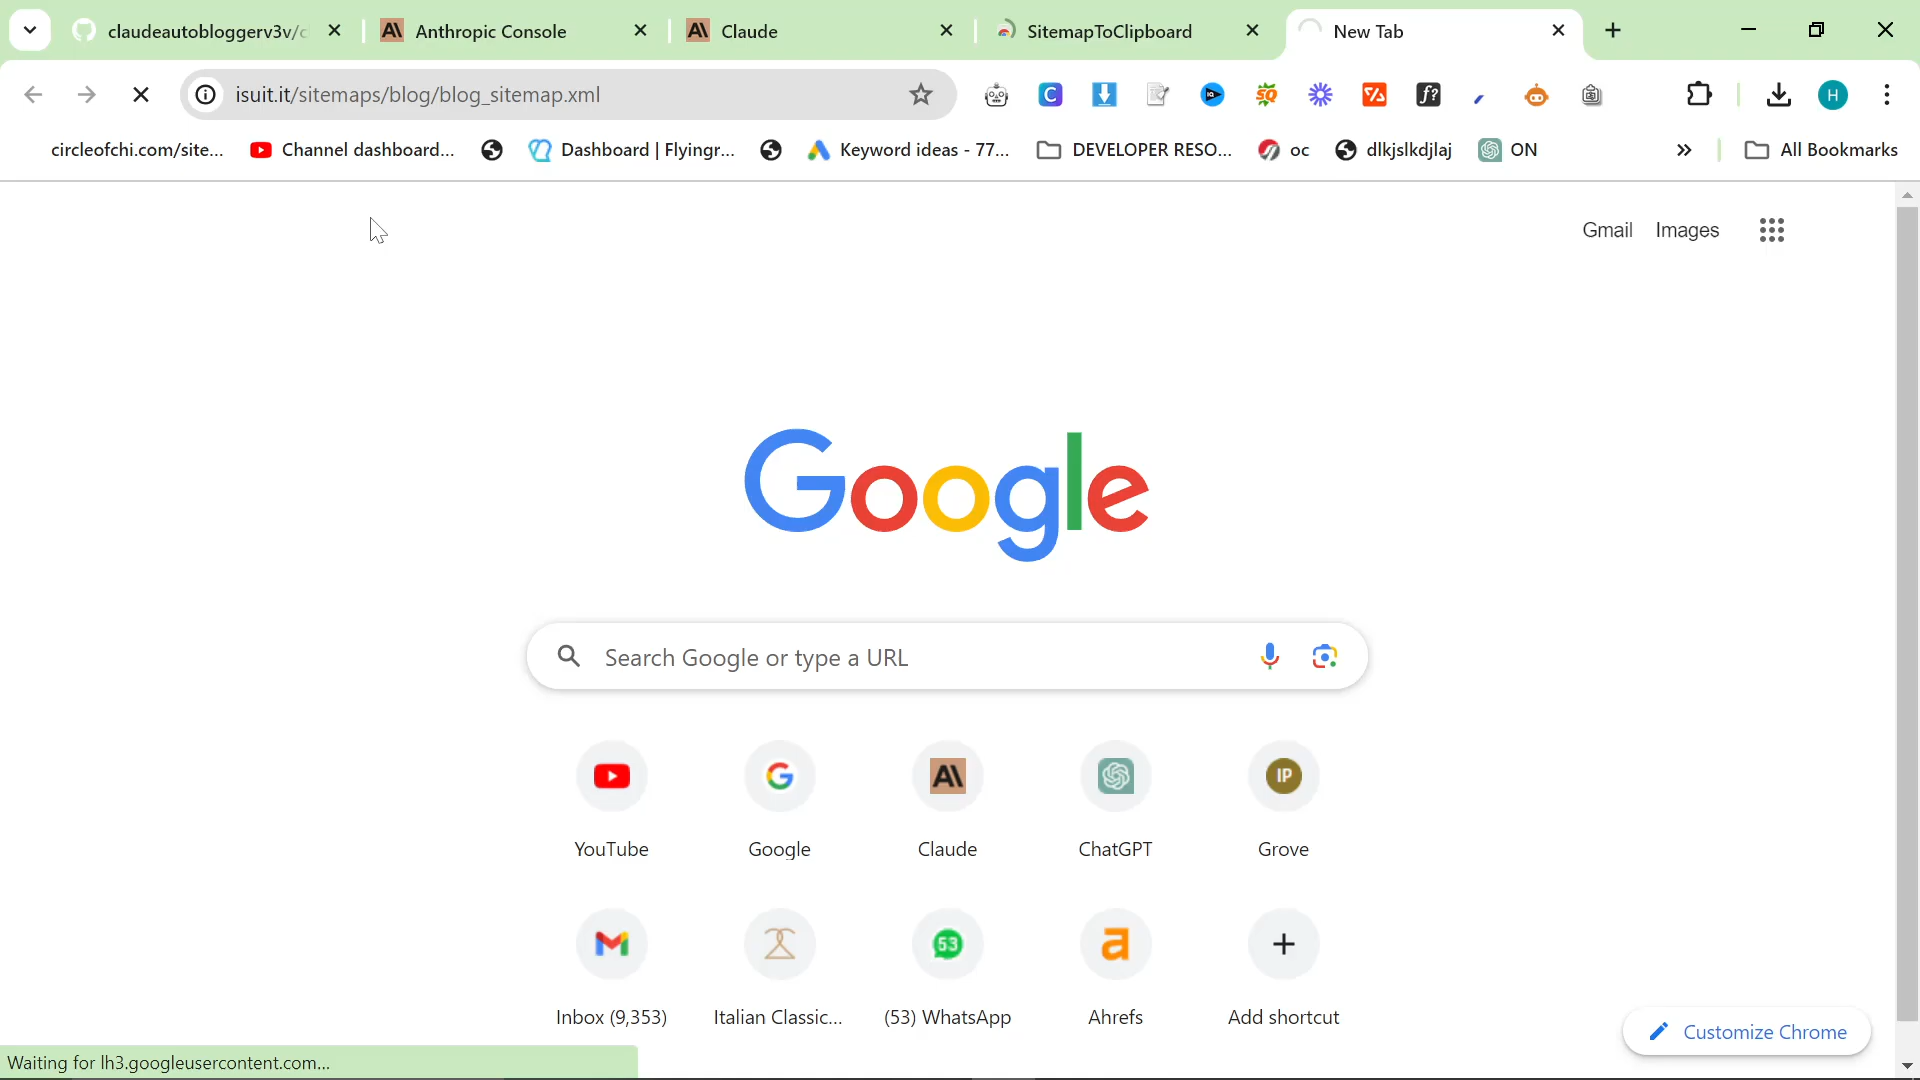 claudeautobloggerv3v/c
Anthropic Console
Claude
SitemapToClipboard
New Tab
isuit.it/sitemaps/blog/blog_sitemap.xml
H
circleofchi.com/site...
Channel dashboard...
Dashboard | Flyingr...
Keyword ideas - 77...
DEVELOPER RESO...
oc
dlkjslkdjlaj
ON
All Bookmarks
Gmail
Images
Google
Search Google or type a URL
IP
YouTube
Google
Claude
ChatGPT
Grove
53
Inbox (9,353)
Italian Classic...
(53) WhatsApp
Ahrefs
Add shortcut
Customize Chrome
Waiting for lh3.googleusercontent.com...